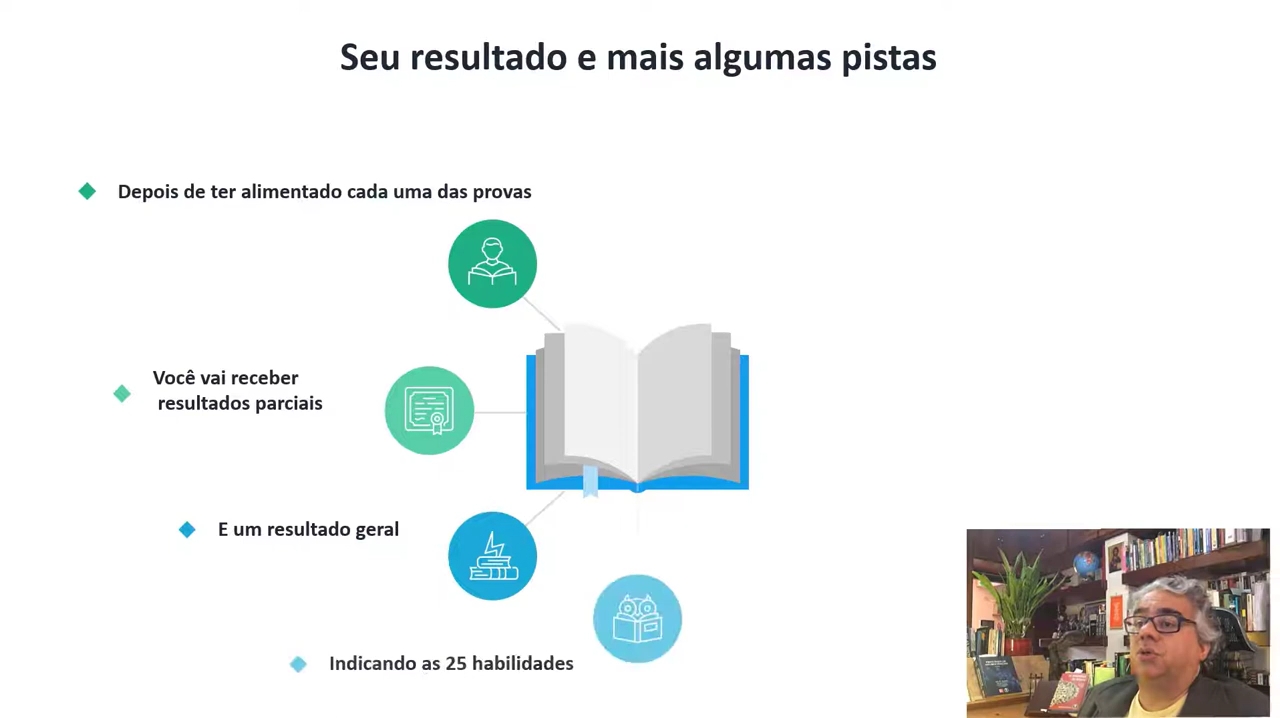 Seu resultado e mais algumas pistas
Depois de ter alimentado cada uma das provas
Você vai receber
resultados parciais
E um resultado geral
Indicando as 25 habilidades